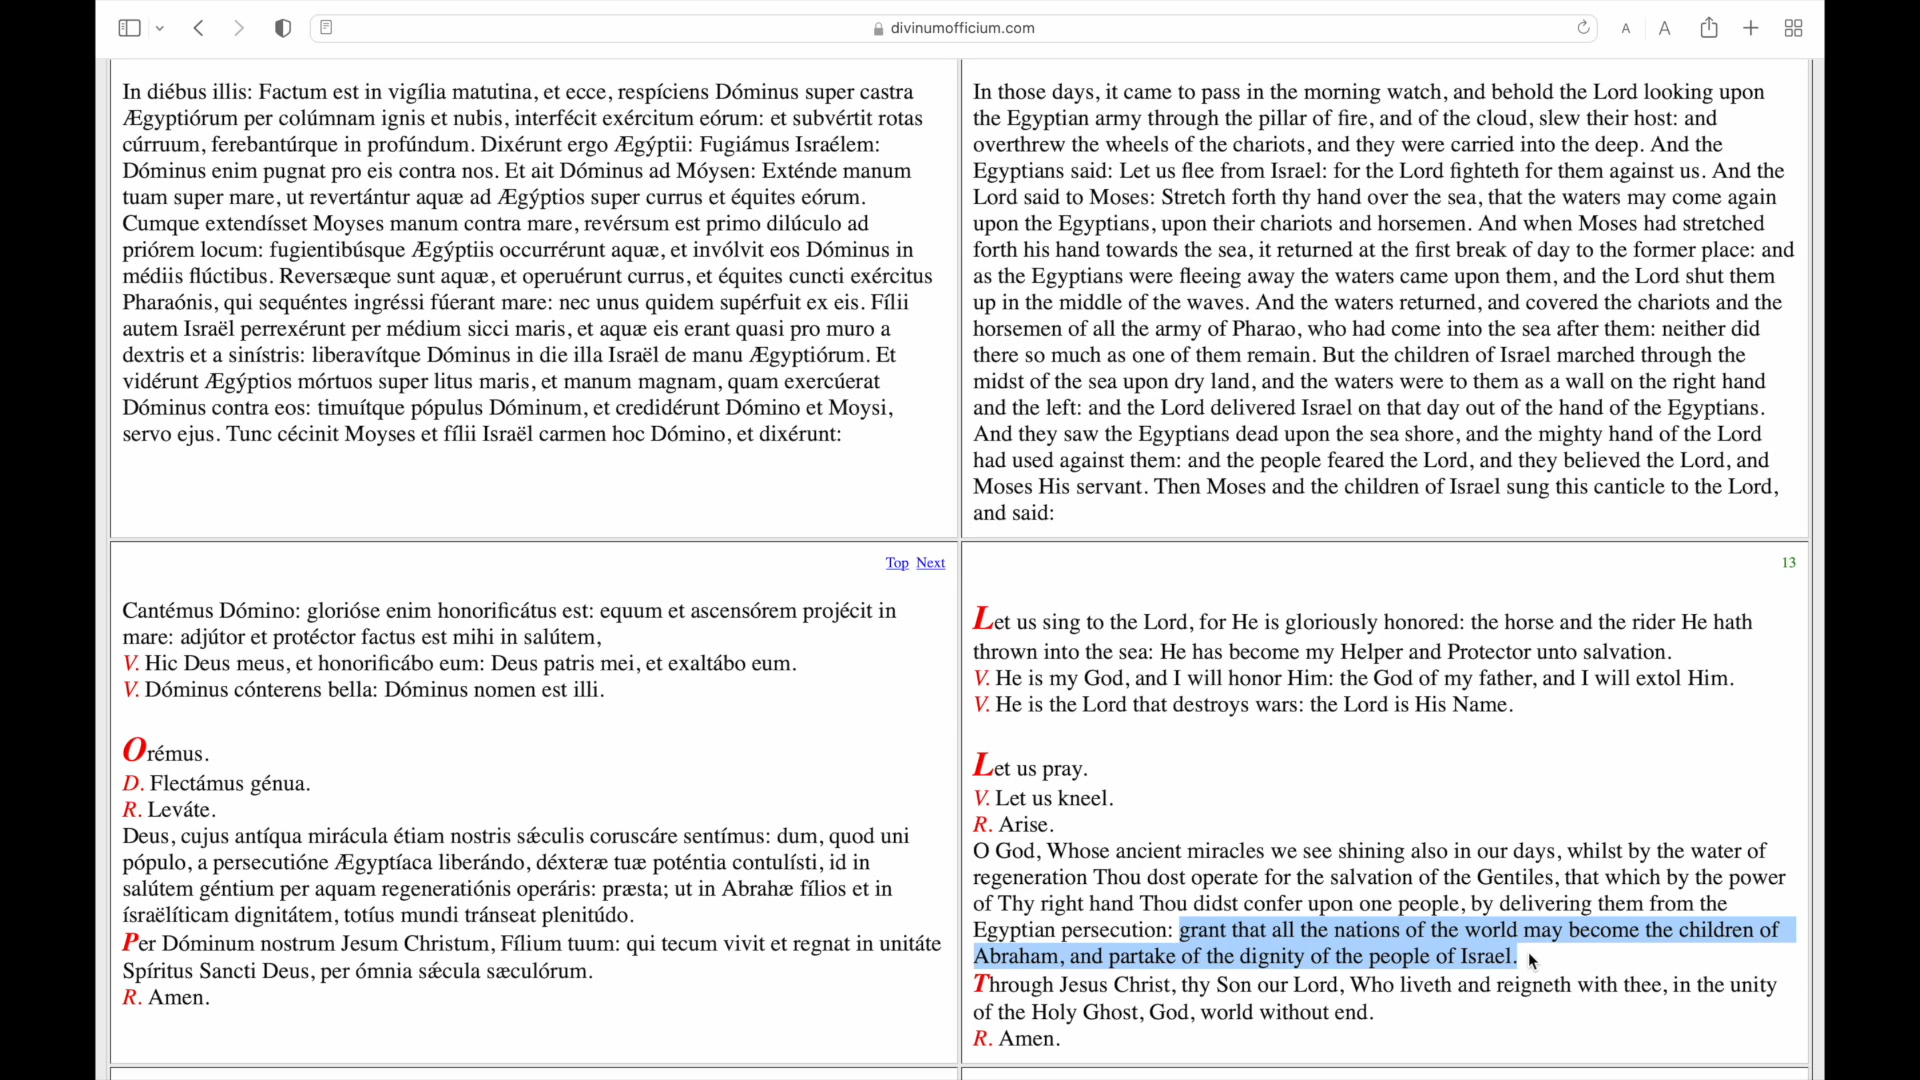 divinumofficium.com
A A
In diébus illis: Factum est in vigília matutina, et ecce, respíciens Dóminus super castra
Ægyptiórum per colúmnam ignis et nubis, interfécit exércitum eórum: et subvértit rotas
cúrruum, ferebantúrque in profúndum. Dixérunt ergo Ægýptii: Fugiámus Israélem:
Dóminus enim pugnat pro eis contra nos. Et ait Dóminus ad Móysen: Exténde manum
tuam super mare, ut revertántur aquæ ad Ægýptios super currus et équites eórum.
Cumque extendísset Moyses manum contra mare, revérsum est primo dilúculo ad
priórem locum: fugientibúsque Ægýptiis occurrérunt aquæ, et invólvit eos Dóminus in
médiis flúctibus. Reversæque sunt aquæ, et operuérunt currus, et équites cuncti exércitus
Pharaónis, qui sequéntes ingréssi fúerant mare: nec unus quidem supérfuit ex eis. Fílii
autem Israël perrexérunt per médium sicci maris, et aquæ eis erant quasi pro muro a
dextris et a sinístris: liberavítque Dóminus in die illa Israël de manu Ægyptiórum. Et
vidérunt Ægýptios mórtuos super litus maris, et manum magnam, quam exercúerat
Dóminus contra eos: timuítque pópulus Dóminum, et credidérunt Dómino et Moysi,
servo ejus. Tunc cécinit Moyses et fílii Israël carmen hoc Dómino, et dixérunt:
In those days, it came to pass in the morning watch, and behold the Lord looking upon
the Egyptian army through the pillar of fire, and of the cloud, slew their host: and
overthrew the wheels of the chariots, and they were carried into the deep. And the
Egyptians said: Let us flee from Israel: for the Lord fighteth for them against us. And the
Lord said to Moses: Stretch forth thy hand over the sea, that the waters may come again
upon the Egyptians, upon their chariots and horsemen. And when Moses had stretched
forth his hand towards the sea, it returned at the first break of day to the former place: and
as the Egyptians were fleeing away the waters came upon them, and the Lord shut them
up in the middle of the waves. And the waters returned, and covered the chariots and the
horsemen of all the army of Pharao, who had come into the sea after them: neither did
there so much as one of them remain. But the children of Israel marched through the
midst of the sea upon dry land, and the waters were to them as a wall on the right hand
and the left: and the Lord delivered Israel on that day out of the hand of the Egyptians.
And they saw the Egyptians dead upon the sea shore, and the mighty hand of the Lord
had used against them: and the people feared the Lord, and they believed the Lord, and
Moses His servant. Then Moses and the children of Israel sung this canticle to the Lord,
and said:
Top Next
Cantémus Dómino: glorióse enim honorificátus est: equum et ascensórem projécit in
mare: adjútor et protéctor factus est mihi in salútem,
V. Hic Deus meus, et honorificábo eum: Deus patris mei, et exaltábo eum.
V. Dóminus cónterens bella: Dóminus nomen est illi.
Orémus.
D. Flectámus génua.
R. Leváte.
Deus, cujus antíqua mirácula étiam nostris sǽculis coruscáre sentímus: dum, quod uni
pópulo, a persecutióne Ægyptíaca liberándo, déxteræ tuæ poténtia contulísti, id in
salútem géntium per aquam regeneratiónis operáris: præsta; ut in Abrahæ fílios et in
ísraëlíticam dignitátem, totíus mundi tránseat plenitúdo.
Per Dóminum nostrum Jesum Christum, Fílium tuum: qui tecum vivit et regnat in unitáte
Spíritus Sancti Deus, per ómnia sǽcula sæculórum.
R. Amen.
13
Let us sing to the Lord, for He is gloriously honored: the horse and the rider He hath
thrown into the sea: He has become my Helper and Protector unto salvation.
V. He is my God, and I will honor Him: the God of my father, and I will extol Him.
V. He is the Lord that destroys wars: the Lord is His Name.
Let us pray.
V. Let us kneel.
R. Arise.
O God, Whose ancient miracles we see shining also in our days, whilst by the water of
regeneration Thou dost operate for the salvation of the Gentiles, that which by the power
of Thy right hand Thou didst confer upon one people, by delivering them from the
Egyptian persecution: grant that all the nations of the world may become the children of
Abraham, and partake of the dignity of the people of Israel.
Through Jesus Christ, thy Son our Lord, Who liveth and reigneth with thee, in the unity
of the Holy Ghost, God, world without end.
R. Amen.